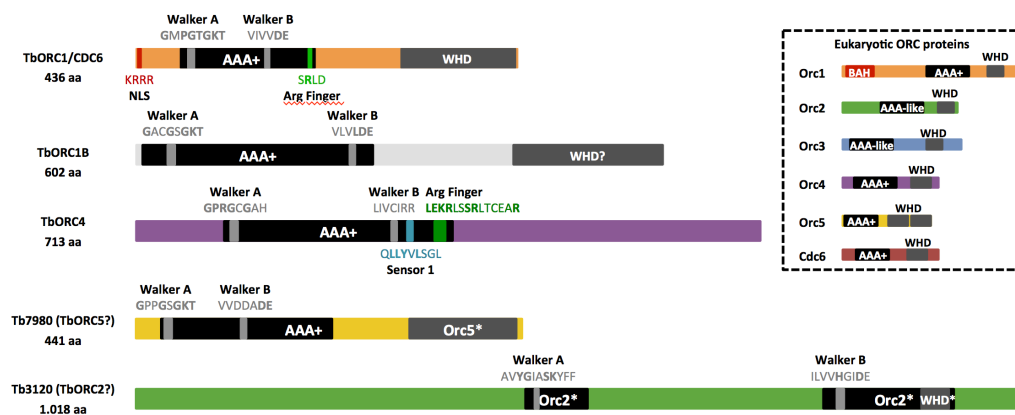 Walker A Walker B
GMPGTGKT VIVVDE
TbORC1/CDC6
436 aa
AAA+ WHD
KRRR SRLD
NLS Arg Finger
Walker A Walker B
GACGSGKT VLVLDE
TbORC1B
602 aa
AAA+ WHD?
Walker A Walker B Arg Finger
GPRGCGAH LIVCIRR LEKRLSSRLTCEAR
TbORC4
713 aa
AAA+
QLLYVLSGL
Sensor 1
Walker A Walker B
GPPGSGKT VVDDADE
Tb7980 (TbORC5?)
441 aa
AAA+ Orc5*
Walker A Walker B
AVYGIASKYFF ILVVHGIDE
Tb3120 (TbORC2?)
1.018 aa
Orc2* Orc2* WHD*
Eukaryotic ORC proteins
WHD
Orc1 BAH AAA+
WHD
Orc2 AAA-like
WHD
Orc3 AAA-like
WHD
Orc4 AAA+
WHD
Orc5 AAA+
WHD
Cdc6 AAA+